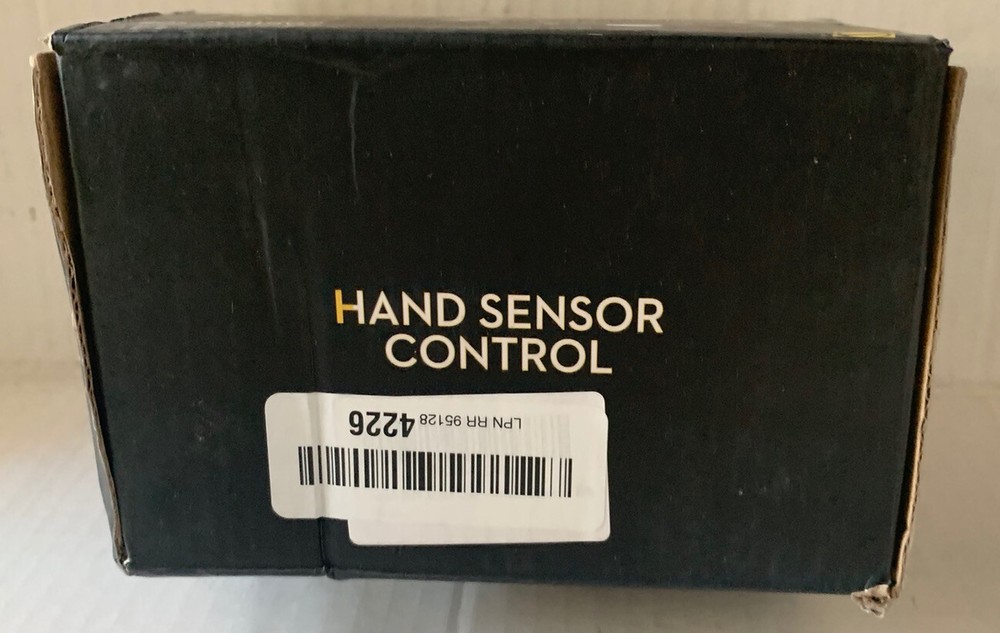 HAND SENSOR
CONTROL
LPN RR 95128 4226